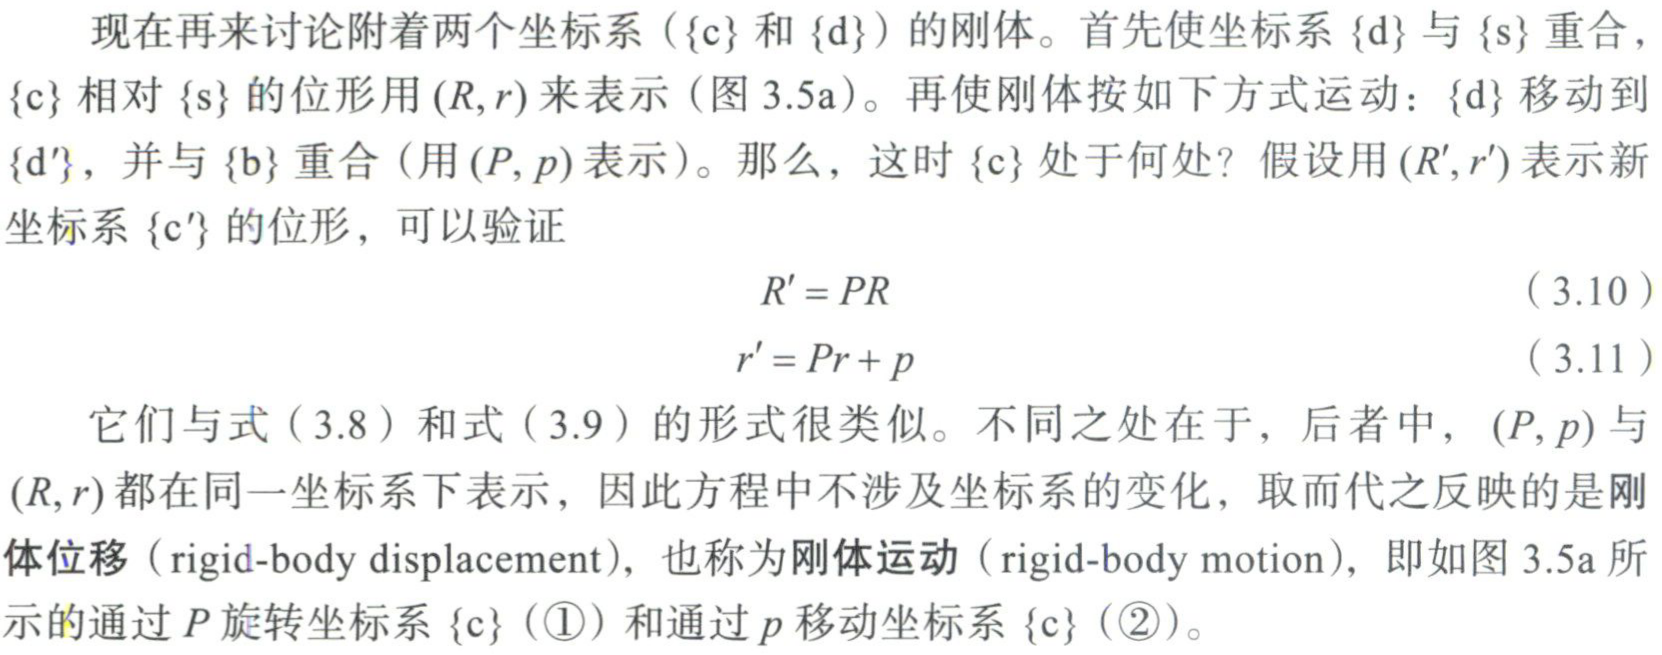 现在再来讨论附着两个坐标系（{c} 和 {d}）的刚体。首先使坐标系 {d} 与 {s} 重合，
{c} 相对 {s} 的位形用 (R, r) 来表示（图 3.5a）。再使刚体按如下方式运动：{d} 移动到
{d′}，并与 {b} 重合（用 (P, p) 表示）。那么，这时 {c} 处于何处？假设用 (R′, r′) 表示新
坐标系 {c′} 的位形，可以验证
R′ = PR （3.10）
r′ = Pr + p （3.11）
它们与式（3.8）和式（3.9）的形式很类似。不同之处在于，后者中，(P, p) 与
(R, r) 都在同一坐标系下表示，因此方程中不涉及坐标系的变化，取而代之反映的是刚
体位移（rigid-body displacement），也称为刚体运动（rigid-body motion），即如图 3.5a 所
示的通过 P 旋转坐标系 {c}（①）和通过 p 移动坐标系 {c}（②）。